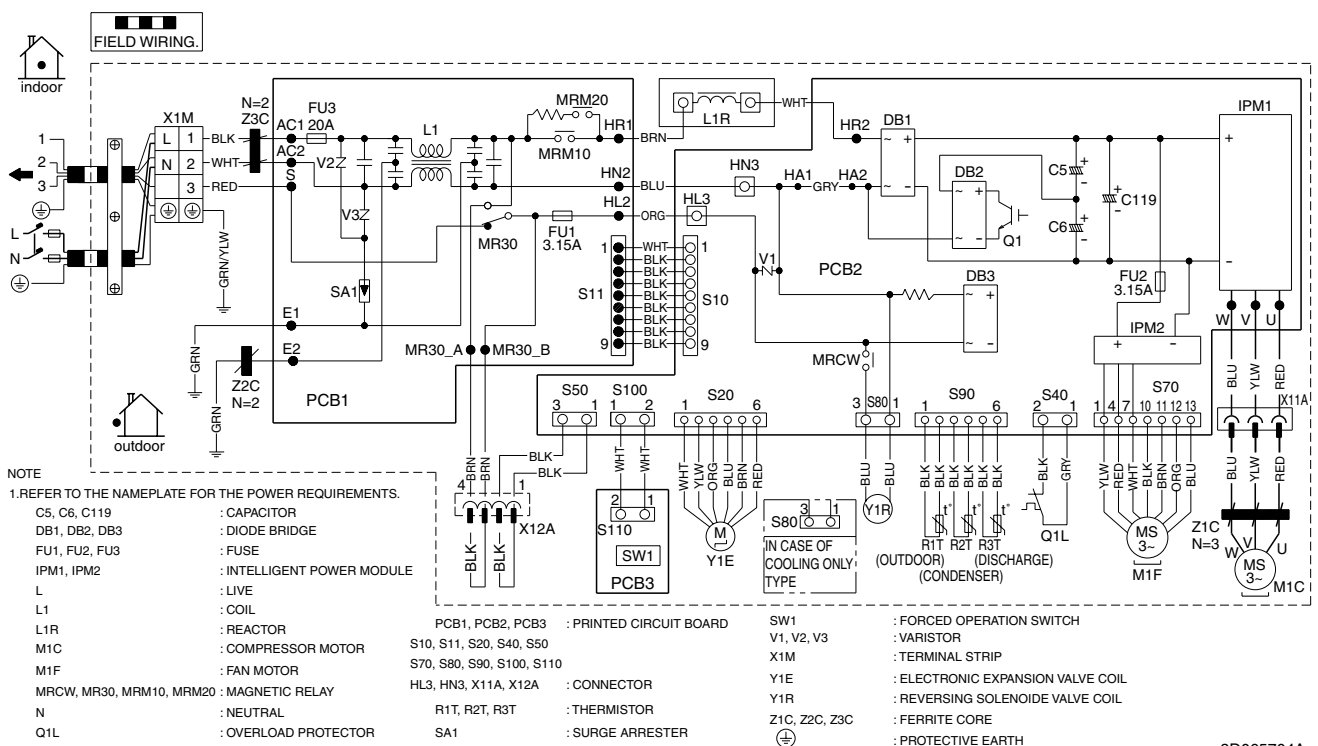 FIELD WIRING.
indoor
1
2
3
L
N
X1M
L 1
N 2
3
BLK
WHT
RED
GRN/YLW
N=2
Z3C
AC1
AC2
S
FU3
20A
V2
V3
L1
SA1
E1
E2
GRN
GRN
Z2C
N=2
PCB1
outdoor
MRM20
MRM10
MR30
FU1
3.15A
HR1
HN2
HL2
BRN
BLU
ORG
L1R
WHT
HN3
HL3
S11
S10
1 WHT 1
BLK
BLK
BLK
BLK
BLK
BLK
BLK
9 BLK 9
MR30_A
MR30_B
HR2
DB1
~ +
~ -
HA1
GRY
HA2
V1
PCB2
DB2
~ +
~ -
Q1
C5
+
-
C6
+
-
C119
+
-
DB3
~ +
~ -
FU2
3.15A
IPM1
+
-
W V U
IPM2
+ -
MRCW
BLU
YLW
RED
X11A
BLU
YLW
RED
Z1C
N=3
W V U
MS
3~
M1C
S50
3 1
BLK
BLK
BRN
BRN
4 1
X12A
BLK
BLK
S100
1 2
WHT
WHT
2 1
S110
SW1
PCB3
S20
1 6
WHT
YLW
ORG
BLU
BRN
RED
M
Y1E
3 S80 1
BLU
BLU
Y1R
S80
3 1
IN CASE OF
COOLING ONLY
TYPE
S90
1 6
BLK
BLK
BLK
BLK
BLK
BLK
t°
t°
t°
R1T R2T R3T
(OUTDOOR)
(DISCHARGE)
(CONDENSER)
S40
2 1
BLK
GRY
Q1L
S70
1 4 7 10 11 12 13
YLW
RED
WHT
BLK
BRN
ORG
BLU
MS
3~
M1F
NOTE
1.REFER TO THE NAMEPLATE FOR THE POWER REQUIREMENTS.
C5, C6, C119 : CAPACITOR
DB1, DB2, DB3 : DIODE BRIDGE
FU1, FU2, FU3 : FUSE
IPM1, IPM2 : INTELLIGENT POWER MODULE
L : LIVE
L1 : COIL
L1R : REACTOR
M1C : COMPRESSOR MOTOR
M1F : FAN MOTOR
MRCW, MR30, MRM10, MRM20 : MAGNETIC RELAY
N : NEUTRAL
Q1L : OVERLOAD PROTECTOR
PCB1, PCB2, PCB3 : PRINTED CIRCUIT BOARD
S10, S11, S20, S40, S50
S70, S80, S90, S100, S110
HL3, HN3, X11A, X12A : CONNECTOR
R1T, R2T, R3T : THERMISTOR
SA1 : SURGE ARRESTER
SW1 : FORCED OPERATION SWITCH
V1, V2, V3 : VARISTOR
X1M : TERMINAL STRIP
Y1E : ELECTRONIC EXPANSION VALVE COIL
Y1R : REVERSING SOLENOIDE VALVE COIL
Z1C, Z2C, Z3C : FERRITE CORE
: PROTECTIVE EARTH